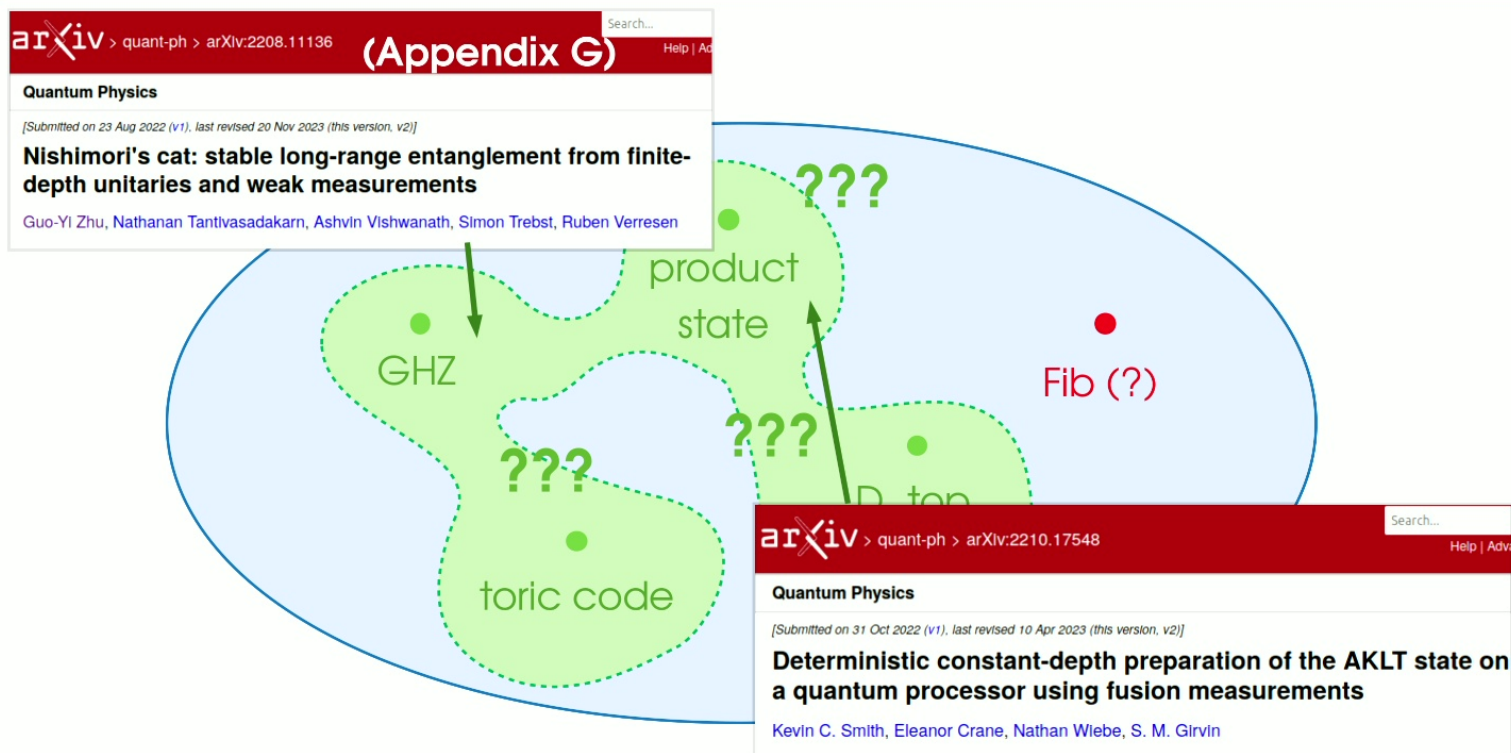 arXiv > quant-ph > arXiv:2208.11136
(Appendix G)
Search...
Help | Ad
Quantum Physics
[Submitted on 23 Aug 2022 (v1), last revised 20 Nov 2023 (this version, v2)]
Nishimori's cat: stable long-range entanglement from finite-
depth unitaries and weak measurements
Guo-Yi Zhu, Nathanan Tantivasadakarn, Ashvin Vishwanath, Simon Trebst, Ruben Verresen
???
product
state
GHZ
Fib (?)
???
???
toric code
arXiv > quant-ph > arXiv:2210.17548
Search...
Help | Adv
Quantum Physics
[Submitted on 31 Oct 2022 (v1), last revised 10 Apr 2023 (this version, v2)]
Deterministic constant-depth preparation of the AKLT state on
a quantum processor using fusion measurements
Kevin C. Smith, Eleanor Crane, Nathan Wiebe, S. M. Girvin